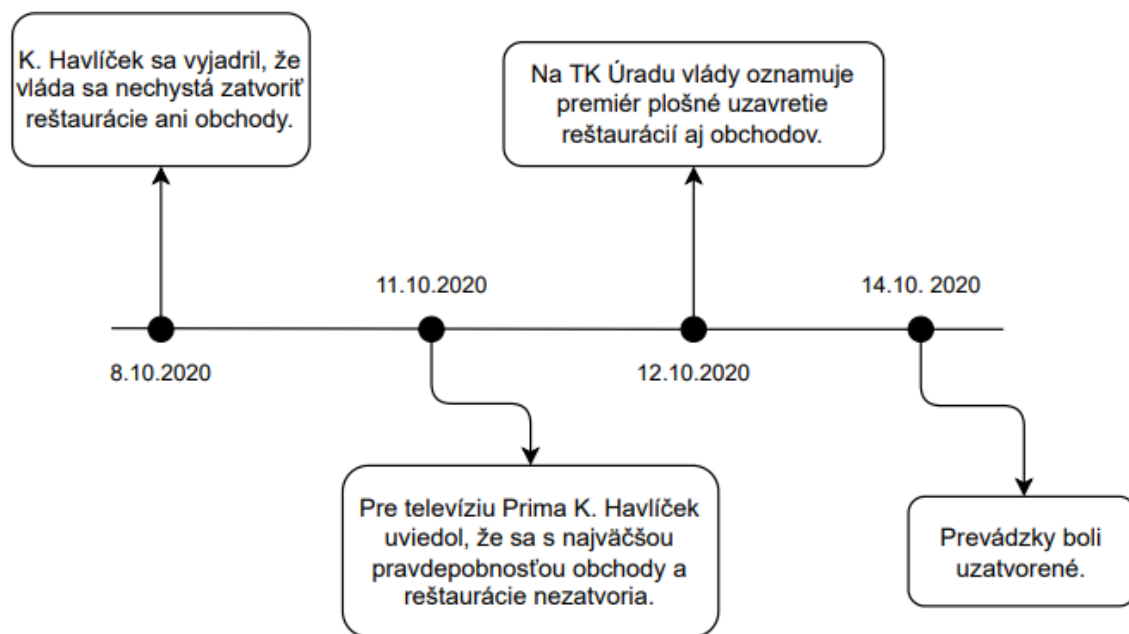 K. Havlíček sa vyjadril, že
vláda sa nechystá zatvoriť
reštaurácie ani obchody.
Na TK Úradu vlády oznamuje
premiér plošné uzavretie
reštaurácií aj obchodov.
11.10.2020
14.10. 2020
8.10.2020
12.10.2020
Pre televíziu Prima K. Havlíček
uviedol, že sa s najväčšou
pravdepobnosťou obchody a
reštaurácie nezatvoria.
Prevádzky boli
uzatvorené.